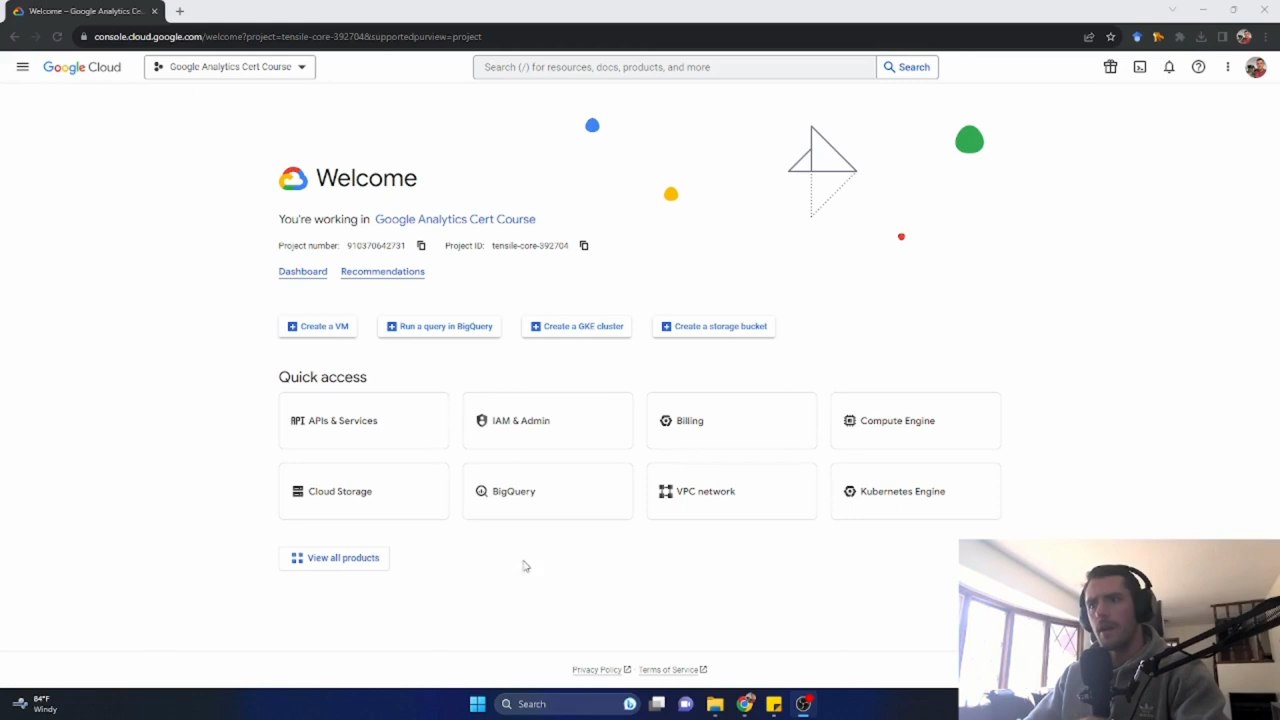 Welcome – Google Analytics Ce...
console.cloud.google.com/welcome?project=tensile-core-392704&supportedpurview=project
Google Cloud
Google Analytics Cert Course
Search (/) for resources, docs, products, and more
Search
Welcome
You're working in Google Analytics Cert Course
Project number: 910370642731 Project ID: tensile-core-392704
Dashboard Recommendations
Create a VM
Run a query in BigQuery
Create a GKE cluster
Create a storage bucket
Quick access
API APIs & Services
IAM & Admin
Billing
Compute Engine
Cloud Storage
BigQuery
VPC network
Kubernetes Engine
View all products
Privacy Policy · Terms of Service
84°F
Windy
Search